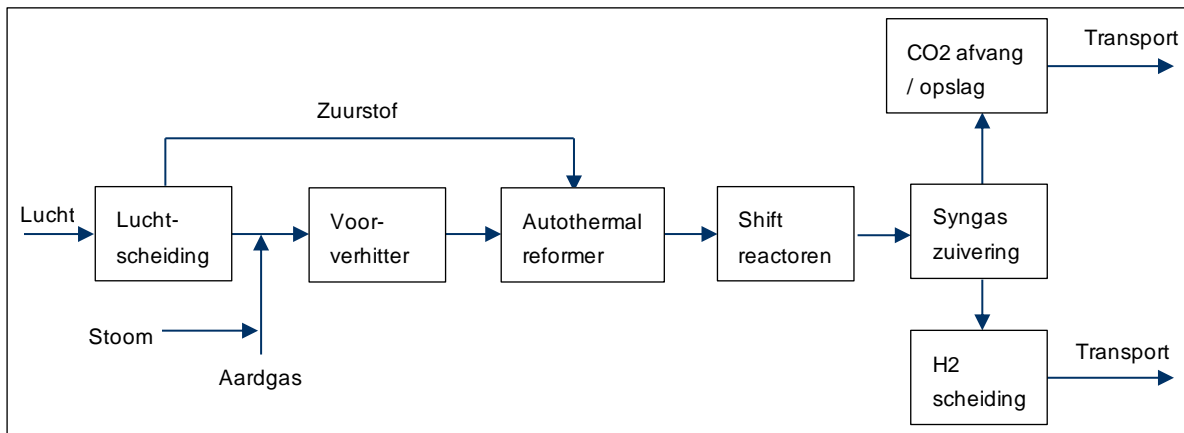 CO2 afvang
/ opslag
Transport
Zuurstof
Lucht
Lucht-
scheiding
Voor-
verhitter
Autothermal
reformer
Shift
reactoren
Syngas
zuivering
Stoom
Aardgas
H2
scheiding
Transport